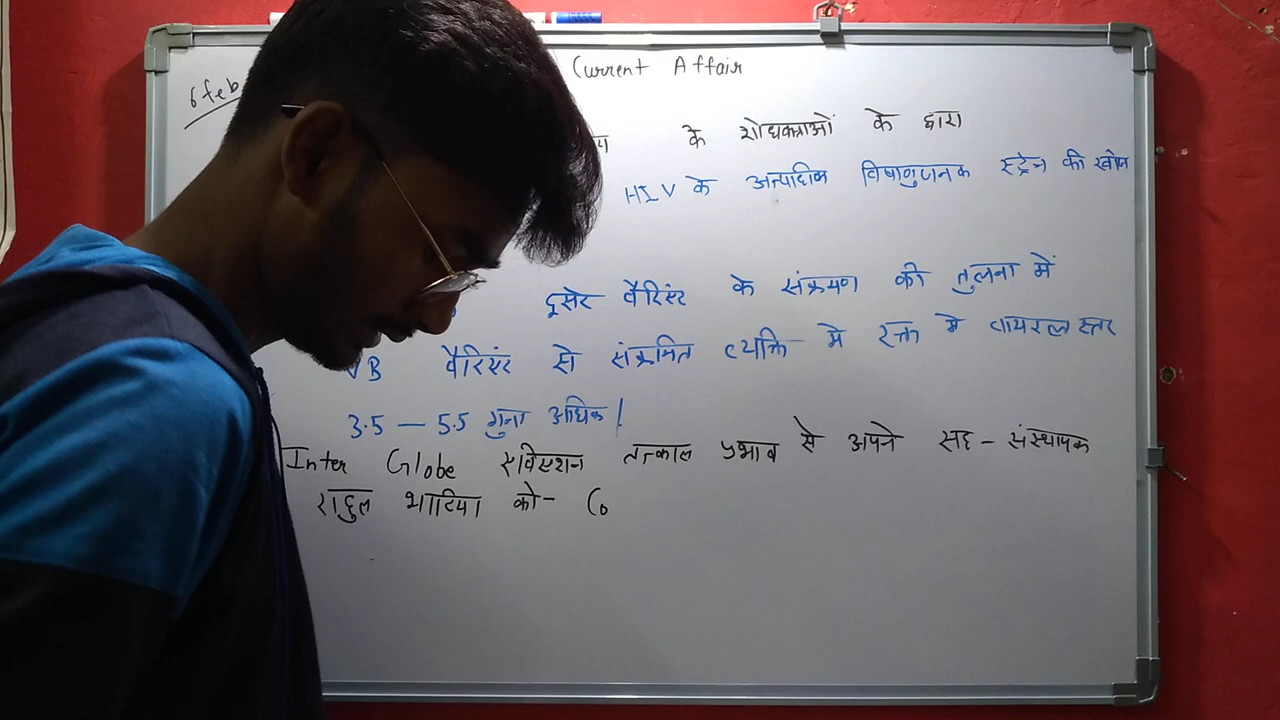 Current Affair
6 feb
के शोधकर्ताओं के द्वारा
HIV के अत्याधिक विषाणुजनक स्ट्रेन की खोज
दूसरे वैरिएंट के संक्रमण की तुलना में
VB वैरिएंट से संक्रमित व्यक्ति मे रक्त मे वायरल स्तर
3.5 — 5.5 गुना अधिक |
Inter Globe एविएशन तत्काल प्रभाव से अपने सह - संस्थापक
राहुल भाटिया को - Co